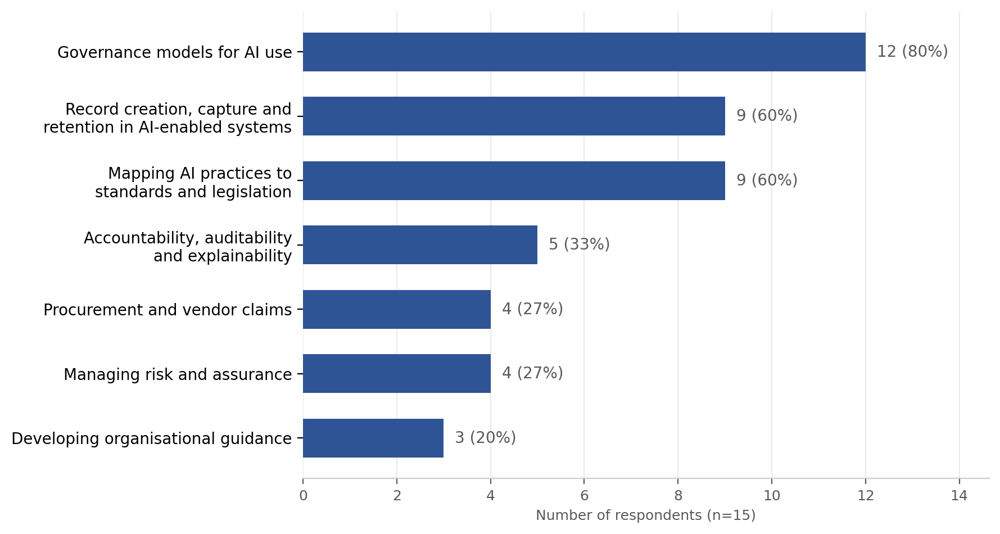 Governance models for AI use
12 (80%)
Record creation, capture and
retention in AI-enabled systems
9 (60%)
Mapping AI practices to
standards and legislation
9 (60%)
Accountability, auditability
and explainability
5 (33%)
Procurement and vendor claims
4 (27%)
Managing risk and assurance
4 (27%)
Developing organisational guidance
3 (20%)
0 2 4 6 8 10 12 14
Number of respondents (n=15)